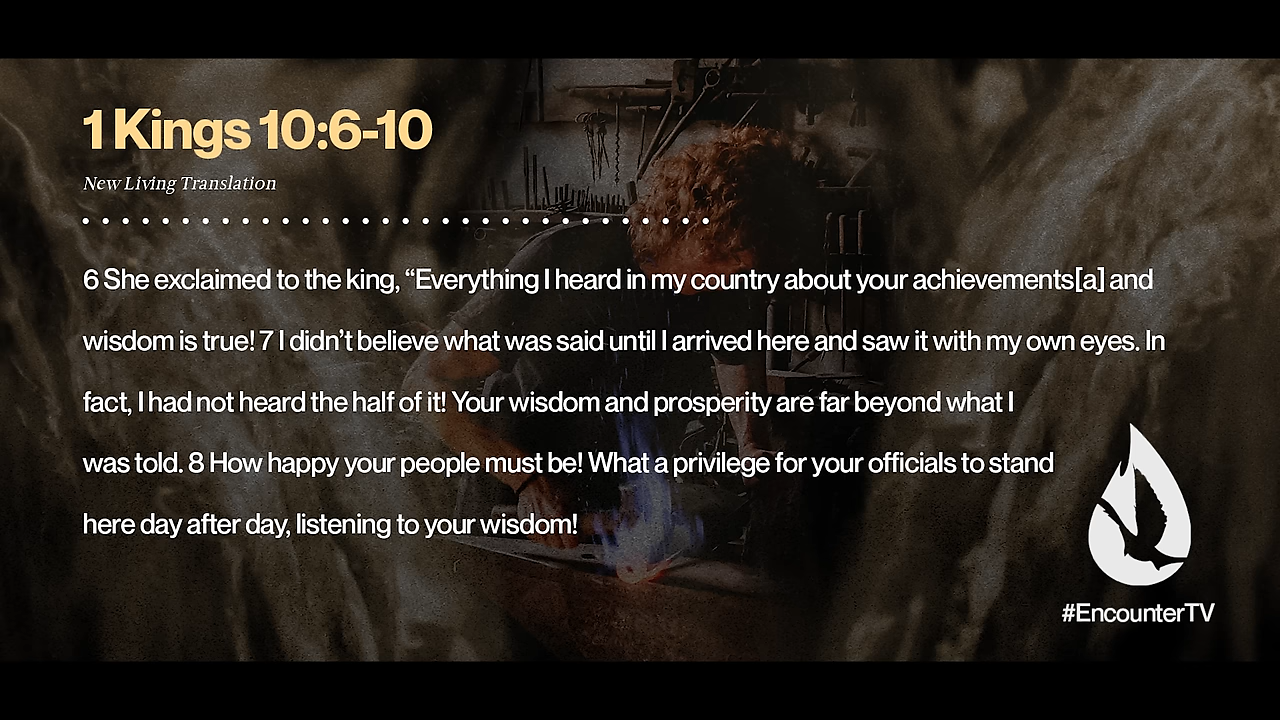 1 Kings 10:6-10
New Living Translation
6 She exclaimed to the king, “Everything I heard in my country about your achievements[a] and
wisdom is true! 7 I didn’t believe what was said until I arrived here and saw it with my own eyes. In
fact, I had not heard the half of it! Your wisdom and prosperity are far beyond what I
was told. 8 How happy your people must be! What a privilege for your officials to stand
here day after day, listening to your wisdom!
#EncounterTV